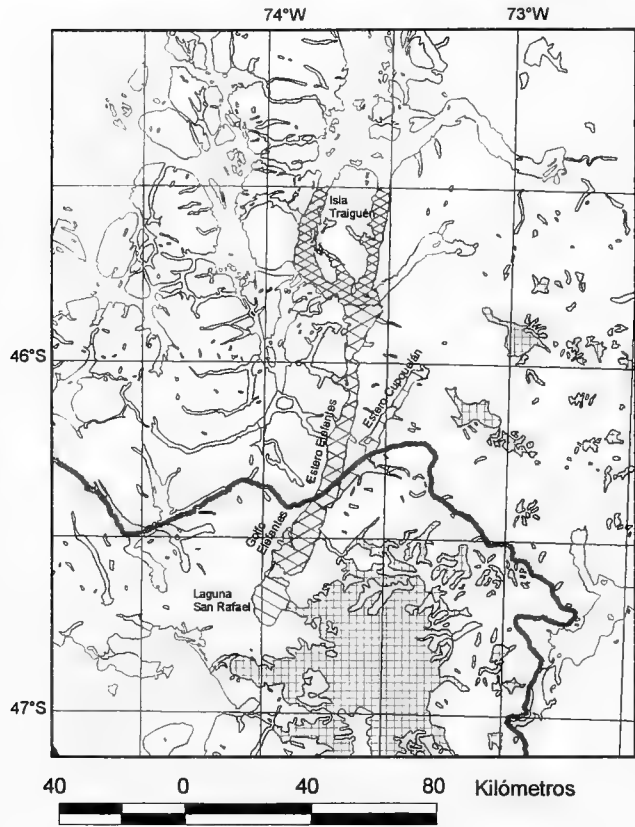 74°W 73°W
Isla
Traiguén
46°S
Estero Cupquelán
Estero Elefantes
Golfo
Elefantes
Laguna
San Rafael
47°S
40 0 40 80 Kilómetros